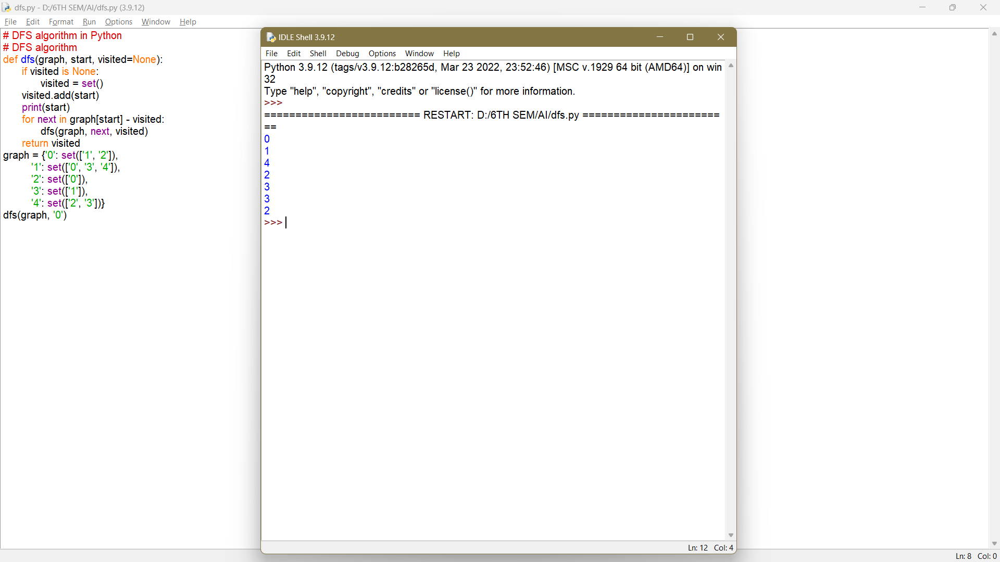 dfs.py - D:/6TH SEM/AI/dfs.py (3.9.12)
File Edit Format Run Options Window Help
# DFS algorithm in Python
# DFS algorithm
def dfs(graph, start, visited=None):
    if visited is None:
        visited = set()
    visited.add(start)
    print(start)
    for next in graph[start] - visited:
        dfs(graph, next, visited)
    return visited
graph = {'0': set(['1', '2']),
      '1': set(['0', '3', '4']),
      '2': set(['0']),
      '3': set(['1']),
      '4': set(['2', '3'])}
dfs(graph, '0')
IDLE Shell 3.9.12
File Edit Shell Debug Options Window Help
Python 3.9.12 (tags/v3.9.12:b28265d, Mar 23 2022, 23:52:46) [MSC v.1929 64 bit (AMD64)] on win
32
Type "help", "copyright", "credits" or "license()" for more information.
>>>
========================= RESTART: D:/6TH SEM/AI/dfs.py ======================
==
0
1
4
2
3
3
2
>>>
Ln: 12 Col: 4
Ln: 8 Col: 0